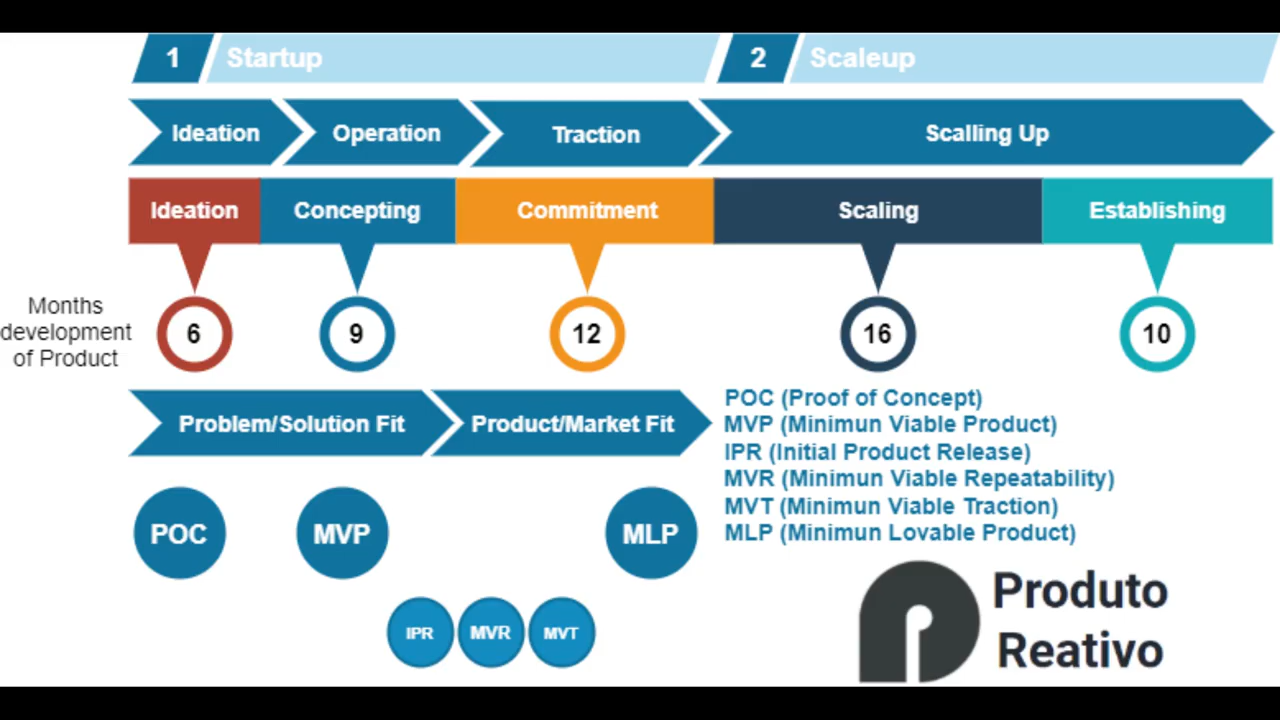 1 Startup 2 Scaleup
Ideation Operation Traction Scalling Up
Ideation Concepting Commitment Scaling Establishing
Months
development
of Product
6 9 12 16 10
Problem/Solution Fit Product/Market Fit
POC (Proof of Concept)
MVP (Minimun Viable Product)
IPR (Initial Product Release)
MVR (Minimun Viable Repeatability)
MVT (Minimun Viable Traction)
MLP (Minimun Lovable Product)
POC MVP MLP
IPR MVR MVT
Produto
Reativo